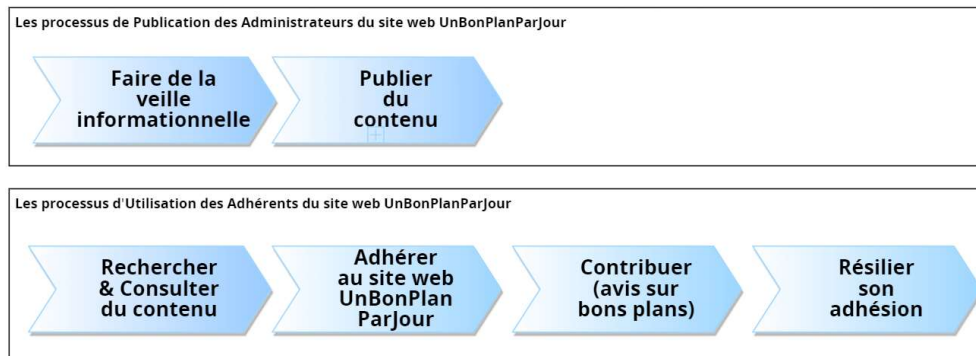 Les processus de Publication des Administrateurs du site web UnBonPlanParJour
Faire de la
veille
informationnelle
Publier
du
contenu
Les processus d'Utilisation des Adhérents du site web UnBonPlanParJour
Rechercher
& Consulter
du contenu
Adhérer
au site web
UnBonPlan
ParJour
Contribuer
(avis sur
bons plans)
Résilier
son
adhésion